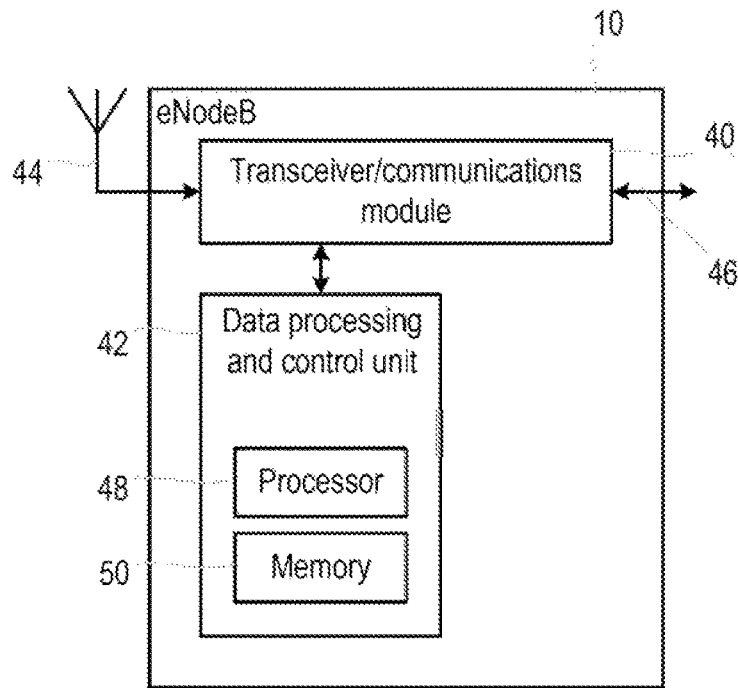 10
eNodeB
40
Transceiver/communications
module
44
46
42
Data processing
and control unit
48
Processor
50
Memory